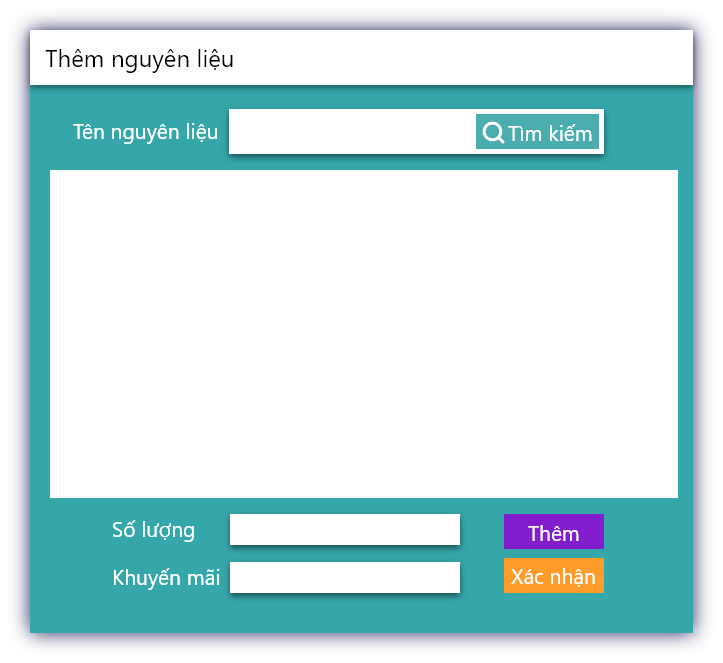 Thêm nguyên liệu
Tên nguyên liệu
Tìm kiếm
Số lượng
Thêm
Khuyến mãi
Xác nhận